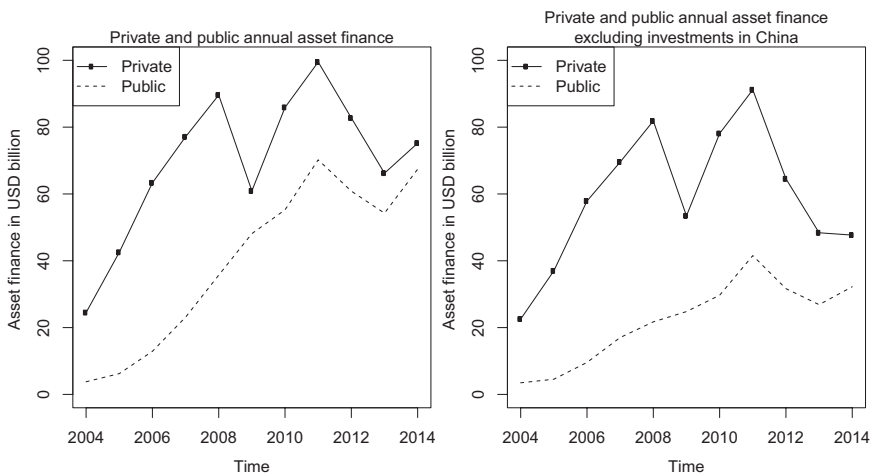 Private and public annual asset finance
Private
Public
Asset finance in USD billion
0
20
40
60
80
100
2004
2006
2008
2010
2012
2014
Time
Private and public annual asset finance
excluding investments in China
Private
Public
Asset finance in USD billion
0
20
40
60
80
100
2004
2006
2008
2010
2012
2014
Time